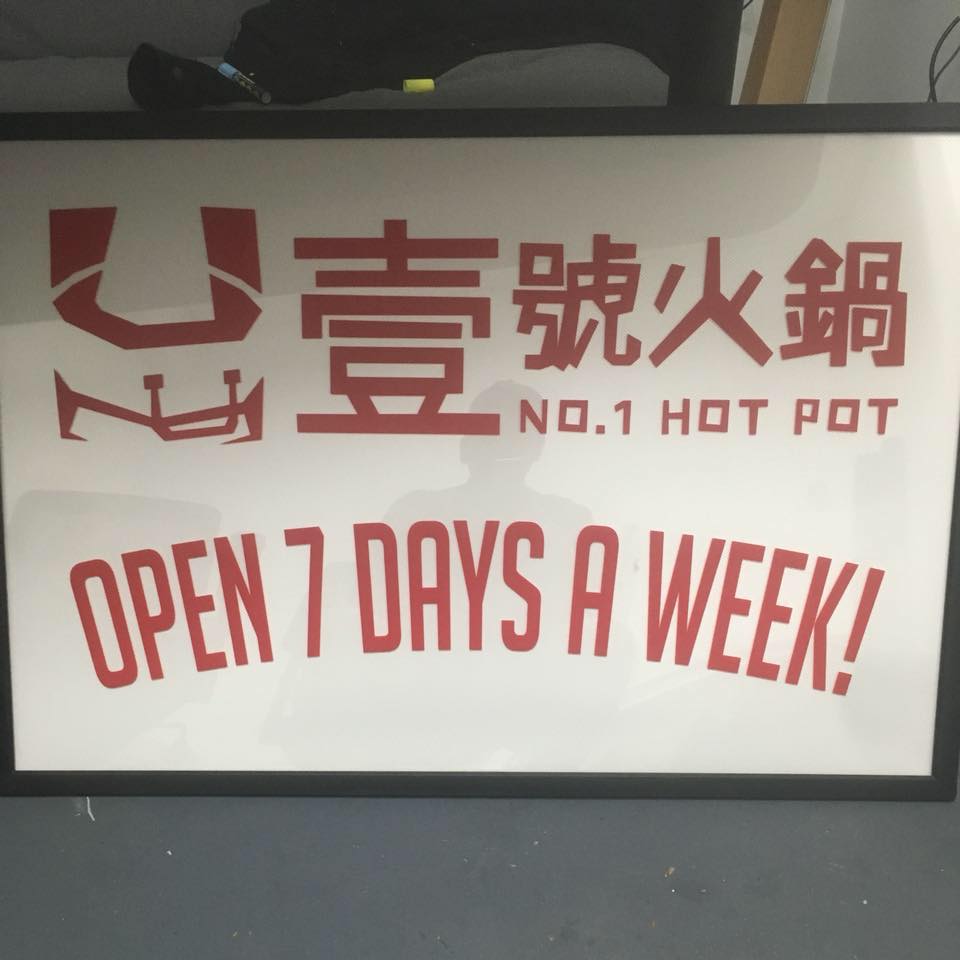 壹號火鍋
NO.1 HOT POT
OPEN 7 DAYS A WEEK!